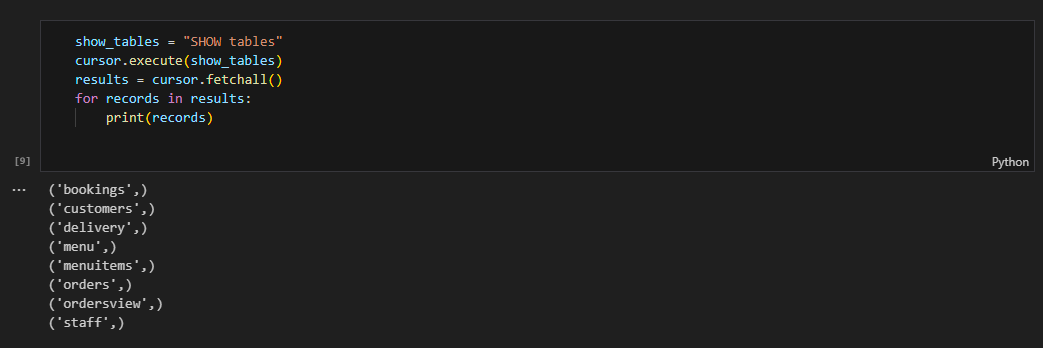 show_tables = "SHOW tables"
cursor.execute(show_tables)
results = cursor.fetchall()
for records in results:
    print(records)
[9]
Python
...
('bookings',)
('customers',)
('delivery',)
('menu',)
('menuitems',)
('orders',)
('ordersview',)
('staff',)